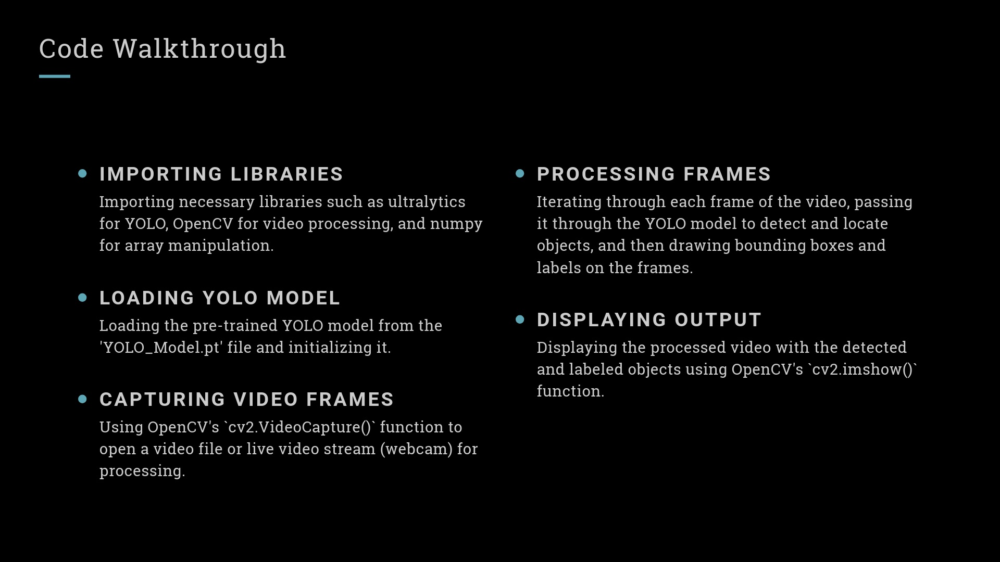 Code Walkthrough
IMPORTING LIBRARIES
Importing necessary libraries such as ultralytics
for YOLO, OpenCV for video processing, and numpy
for array manipulation.
LOADING YOLO MODEL
Loading the pre-trained YOLO model from the
'YOLO_Model.pt' file and initializing it.
CAPTURING VIDEO FRAMES
Using OpenCV's `cv2.VideoCapture()` function to
open a video file or live video stream (webcam) for
processing.
PROCESSING FRAMES
Iterating through each frame of the video, passing
it through the YOLO model to detect and locate
objects, and then drawing bounding boxes and
labels on the frames.
DISPLAYING OUTPUT
Displaying the processed video with the detected
and labeled objects using OpenCV's `cv2.imshow()`
function.